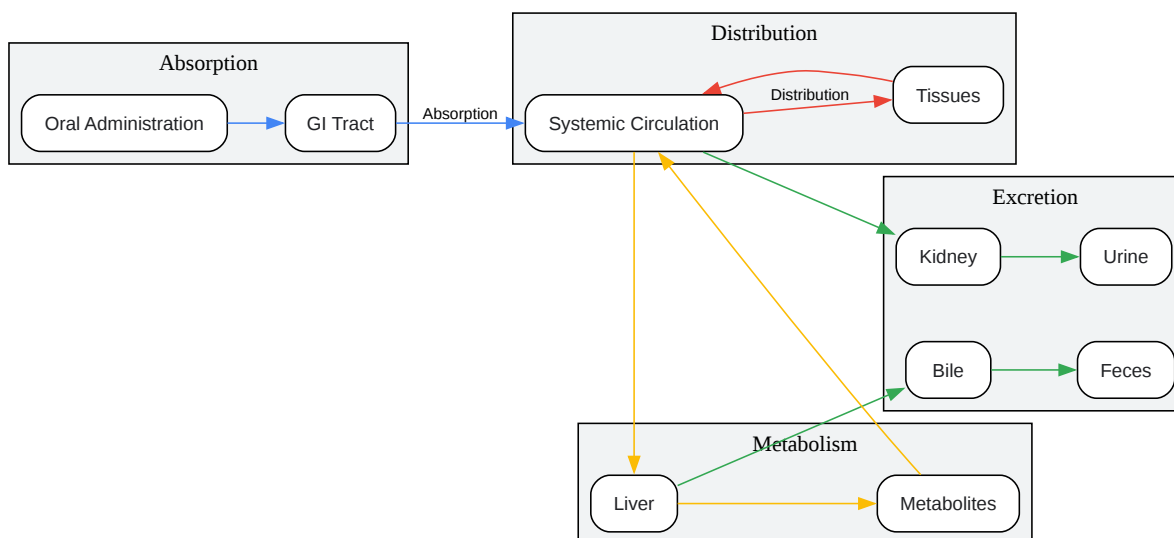 Absorption
Oral Administration
GI Tract
Absorption
Distribution
Systemic Circulation
Distribution
Tissues
Excretion
Kidney
Urine
Bile
Feces
Metabolism
Liver
Metabolites